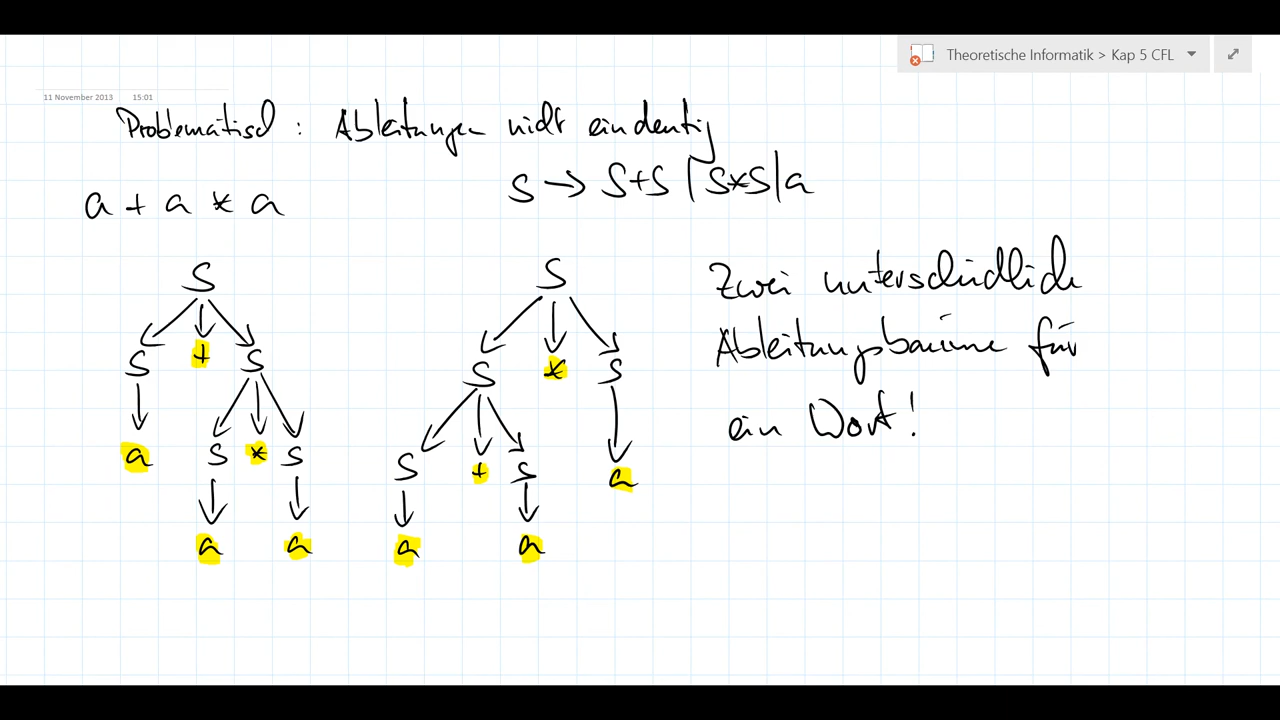 Theoretische Informatik > Kap 5 CFL
11 November 2013 15:01
Problematisch : Ableitungen nicht eindeutig
S → S+S | S*S | a
a + a * a
S S
S + S S * S
a S * S S + S a
a a a a
Zwei unterschiedliche
Ableitungsbäume für
ein Wort!